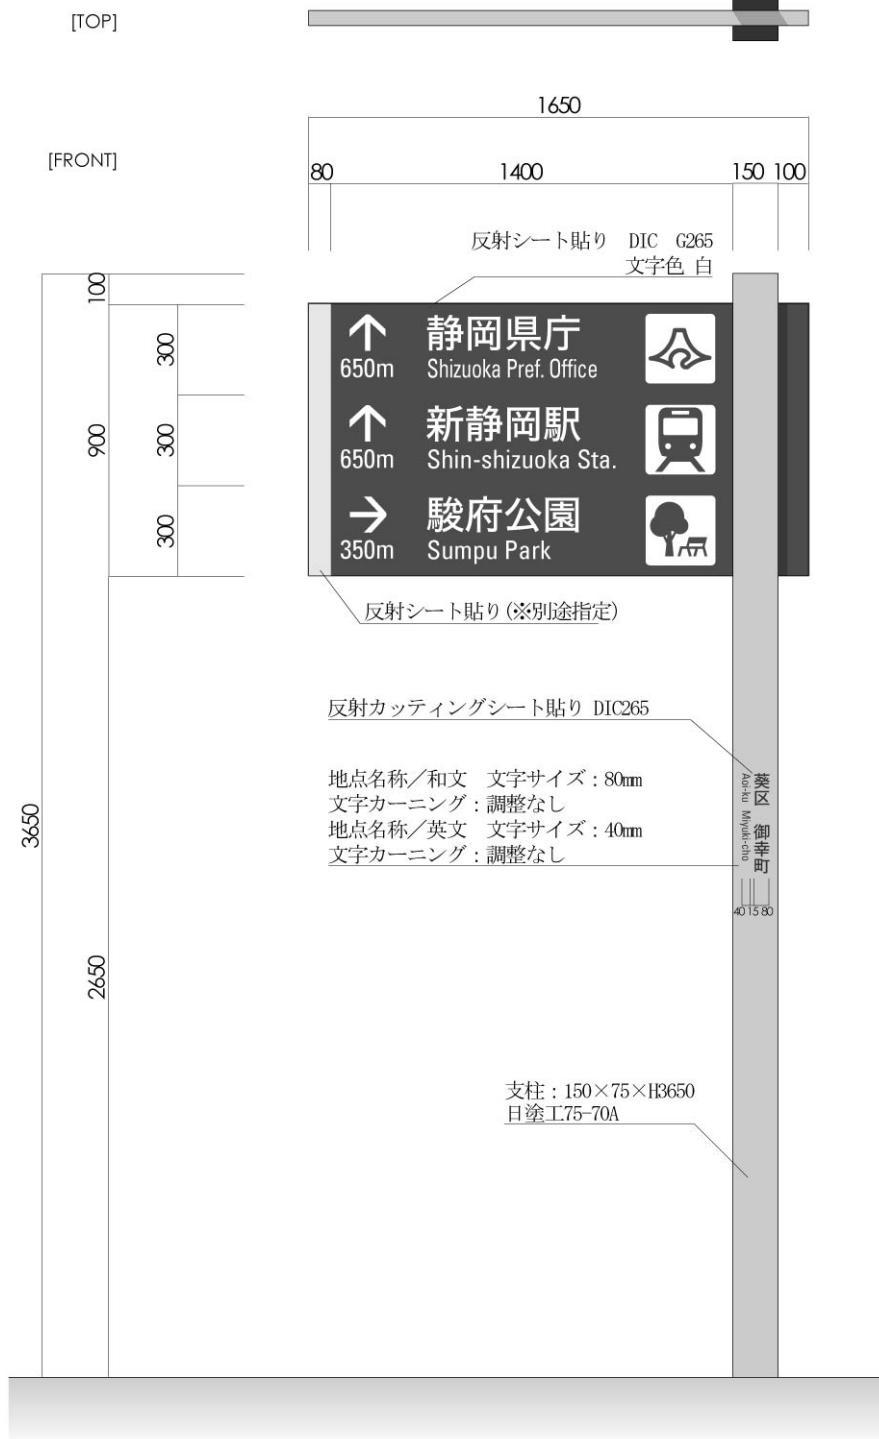 [TOP]
1650
[FRONT]
80
1400
150
100
反射シート貼り DIC G265
文字色 白
100
300
300
300
900
静岡県庁
650m
Shizuoka Pref. Office
新静岡駅
650m
Shin-shizuoka Sta.
駿府公園
350m
Sumpu Park
反射シート貼り(※別途指定)
反射カッティングシート貼り DIC265
地点名称/和文 文字サイズ:80mm
文字カーニング:調整なし
地点名称/英文 文字サイズ:40mm
文字カーニング:調整なし
葵区 御幸町
Aoi-ku Miyuki-cho
40
15
80
3650
2650
支柱:150×75×H3650
日塗工75-70A